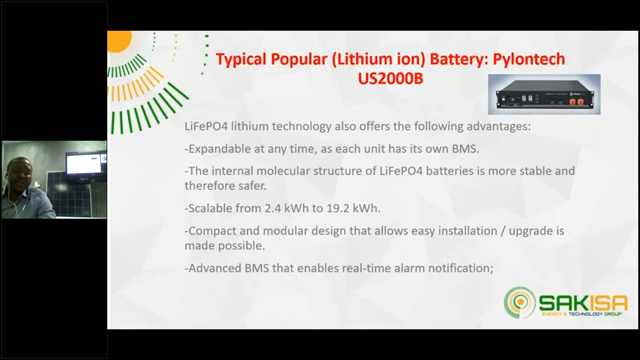 Typical Popular (Lithium ion) Battery: Pylontech
US2000B
LiFePO4 lithium technology also offers the following advantages:
-Expandable at any time, as each unit has its own BMS.
-The internal molecular structure of LiFePO4 batteries is more stable and
therefore safer.
-Scalable from 2.4 kWh to 19.2 kWh.
-Compact and modular design that allows easy installation / upgrade is
made possible.
-Advanced BMS that enables real-time alarm notification;
SAKISA
ENERGY & TECHNOLOGY GROUP